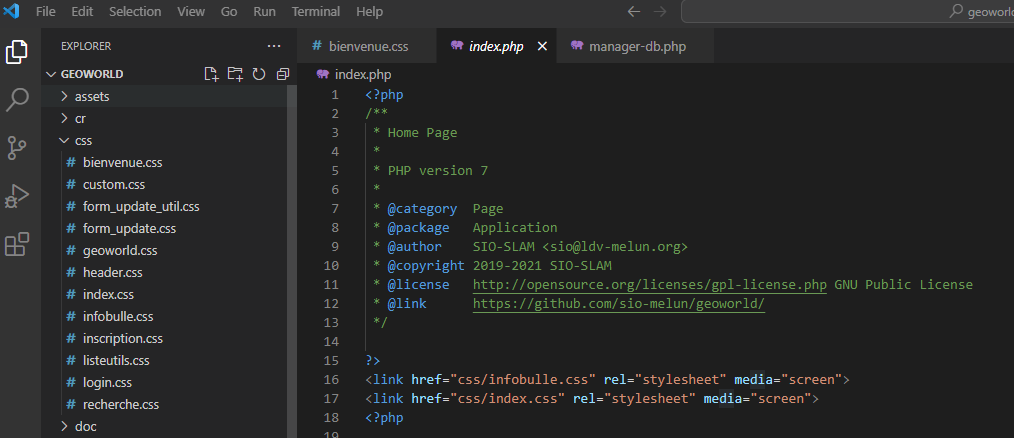 File Edit Selection View Go Run Terminal Help
geoworl
EXPLORER
bienvenue.css
index.php
manager-db.php
GEOWORLD
index.php
assets
cr
css
bienvenue.css
custom.css
form_update_util.css
form_update.css
geoworld.css
header.css
index.css
infobulle.css
inscription.css
listeutils.css
login.css
recherche.css
doc
1 <?php
2 /**
3 * Home Page
4 *
5 * PHP version 7
6 *
7 * @category Page
8 * @package Application
9 * @author SIO-SLAM <sio@ldv-melun.org>
10 * @copyright 2019-2021 SIO-SLAM
11 * @license http://opensource.org/licenses/gpl-license.php GNU Public License
12 * @link https://github.com/sio-melun/geoworld/
13 */
14
15 ?>
16 <link href="css/infobulle.css" rel="stylesheet" media="screen">
17 <link href="css/index.css" rel="stylesheet" media="screen">
18 <?php
19